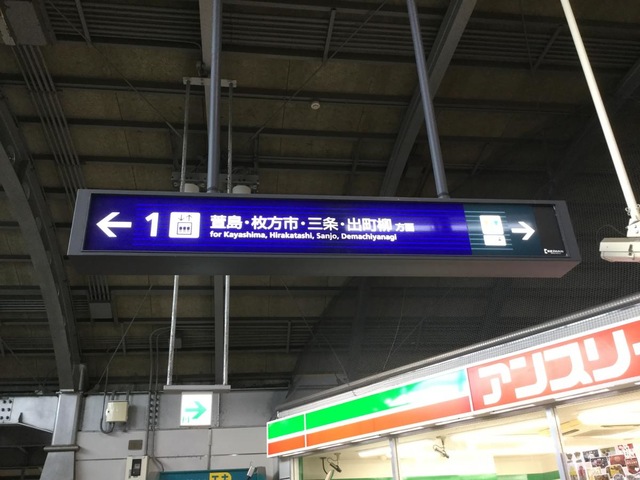 1 萱島・枚方市・三条・出町柳 方面
for Kayashima, Hirakatashi, Sanjo, Demachiyanagi
アンスリー